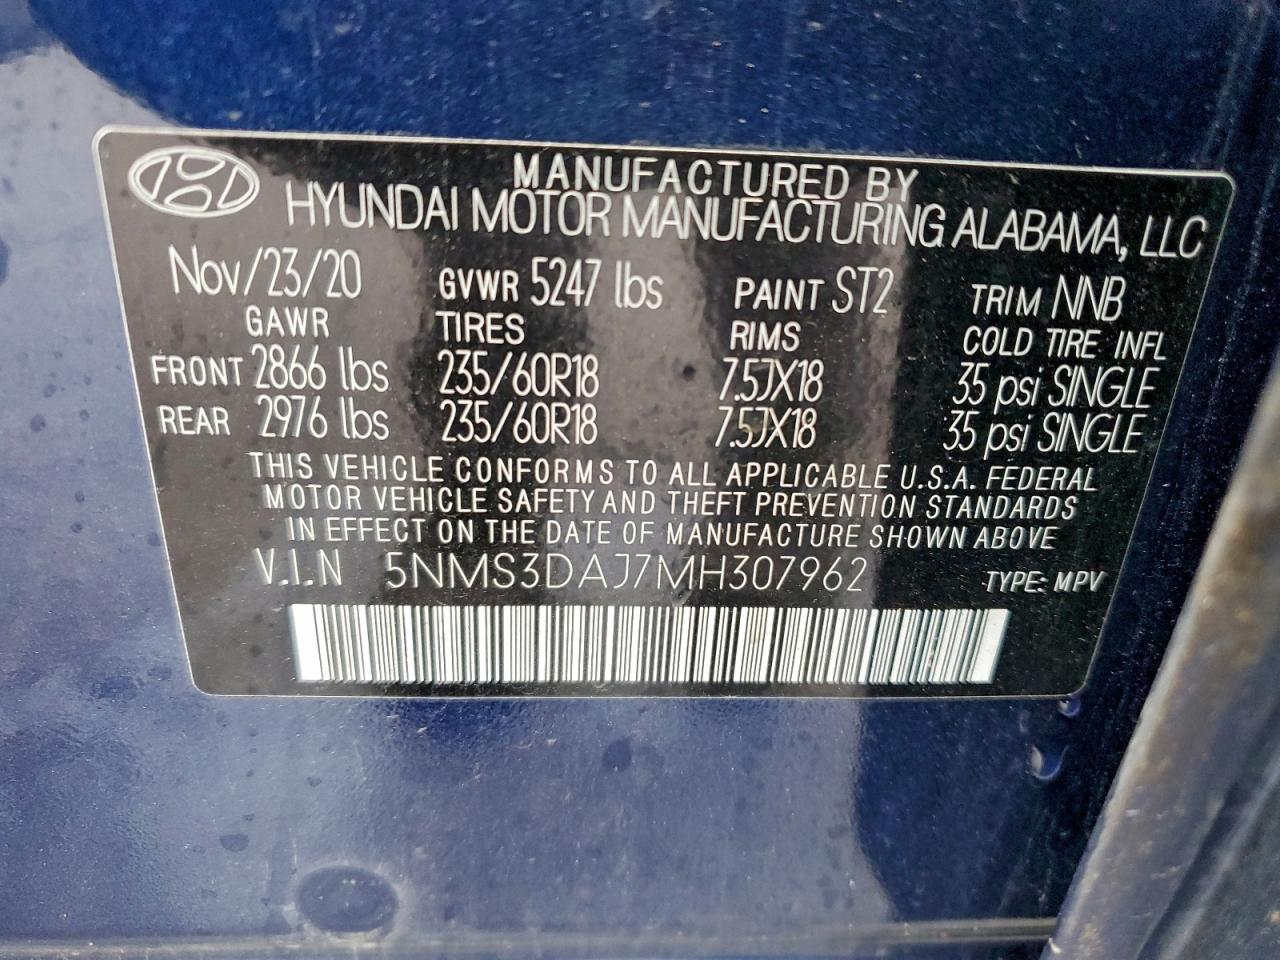 MANUFACTURED BY
HYUNDAI MOTOR MANUFACTURING ALABAMA, LLC
Nov/23/20 GVWR 5247 lbs PAINT ST2 TRIM NNB
GAWR TIRES RIMS COLD TIRE INFL
FRONT 2866 lbs 235/60R18 7.5JX18 35 psi SINGLE
REAR 2976 lbs 235/60R18 7.5JX18 35 psi SINGLE
THIS VEHICLE CONFORMS TO ALL APPLICABLE U.S.A. FEDERAL
MOTOR VEHICLE SAFETY AND THEFT PREVENTION STANDARDS
IN EFFECT ON THE DATE OF MANUFACTURE SHOWN ABOVE
V.I.N 5NMS3DAJ7MH307962 TYPE: MPV